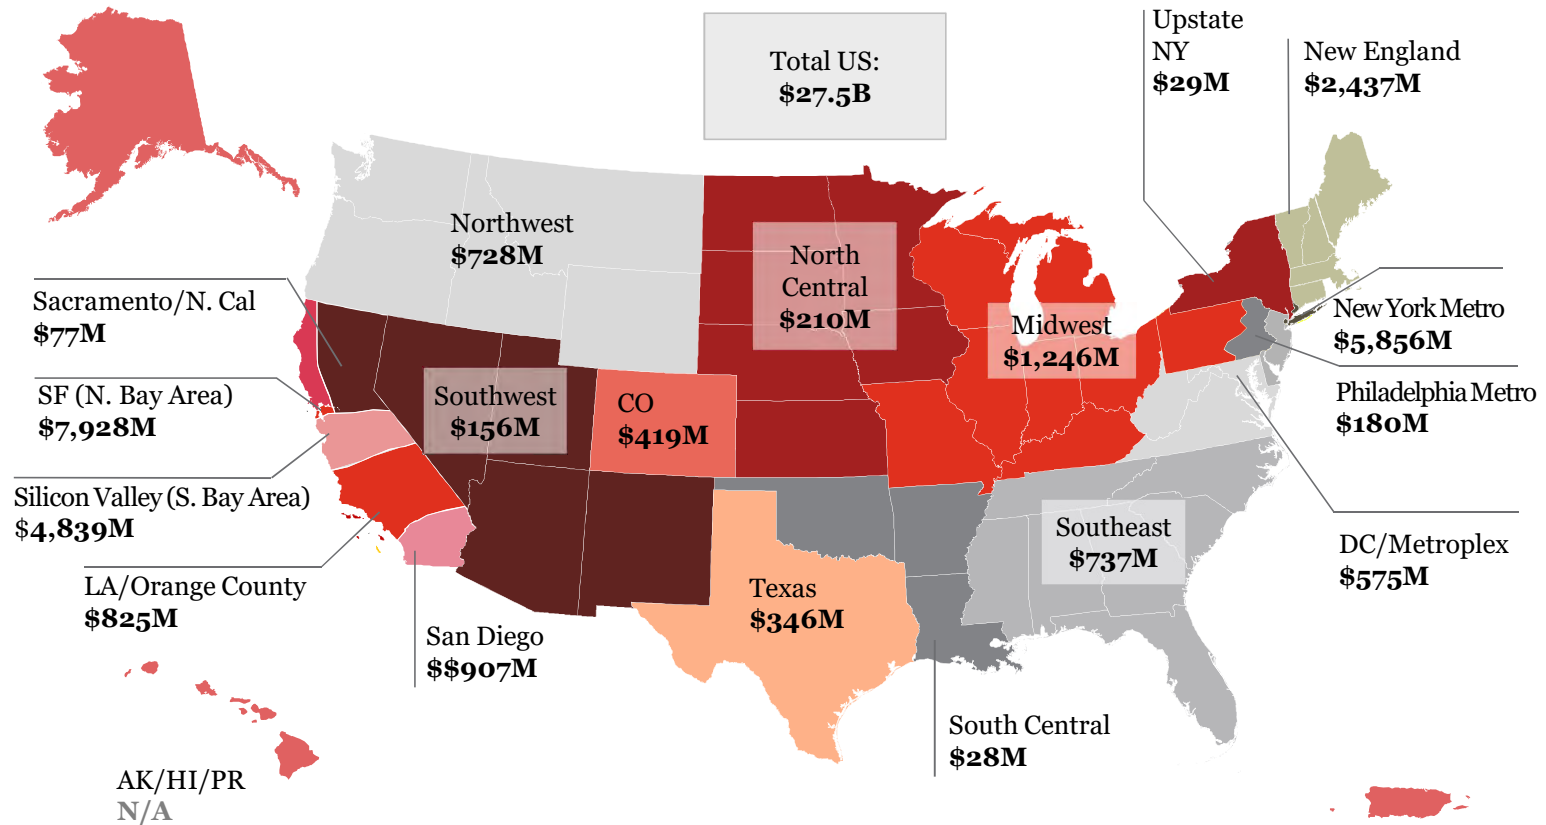 Upstate
NY
$29M
New England
$2,437M
Total US:
$27.5B
Northwest
$728M
North
Central
$210M
Sacramento/N. Cal
$77M
Midwest
$1,246M
New York Metro
$5,856M
SF (N. Bay Area)
$7,928M
Southwest
$156M
CO
$419M
Philadelphia Metro
$180M
Silicon Valley (S. Bay Area)
$4,839M
Southeast
$737M
DC/Metroplex
$575M
LA/Orange County
$825M
Texas
$346M
San Diego
$$907M
South Central
$28M
AK/HI/PR
N/A